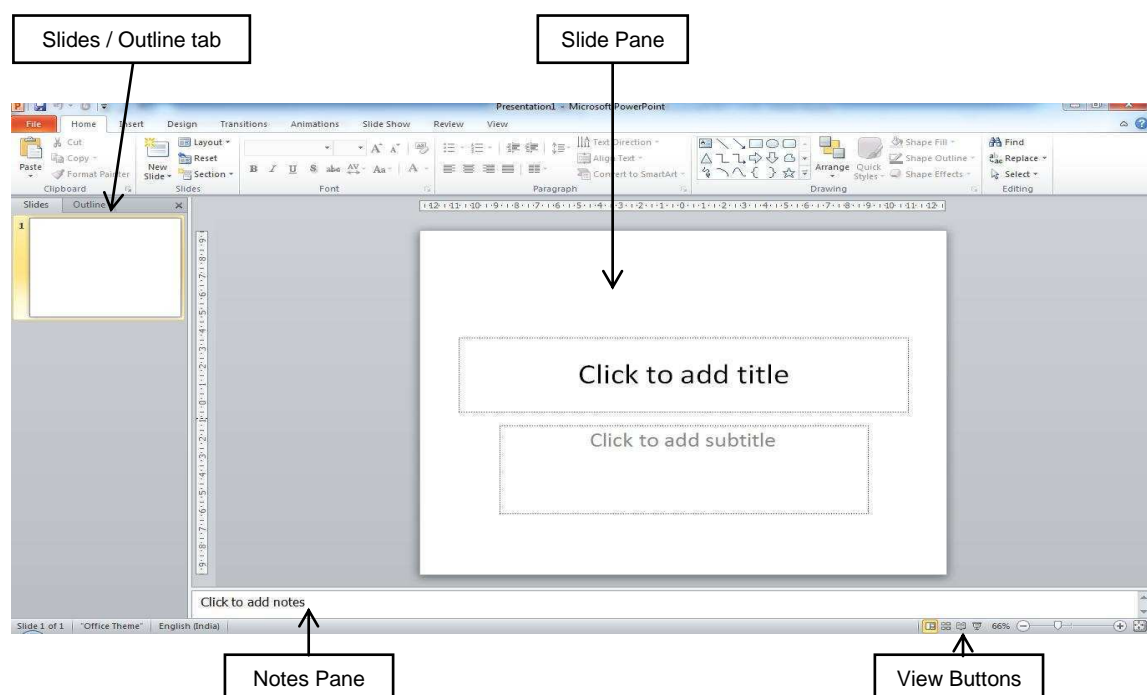 Slides / Outline tab
Slide Pane
Presentation1 - Microsoft PowerPoint
File Home Insert Design Transitions Animations Slide Show Review View
Cut Layout Text Direction Shape Fill Find
Copy Reset Align Text Shape Outline Replace
Paste Format Painter New Slide Section Convert to SmartArt Arrange Quick Styles Shape Effects Select
Clipboard Slides Font Paragraph Drawing Editing
Slides Outline
1
Click to add title
Click to add subtitle
Click to add notes
Slide 1 of 1 "Office Theme" English (India) 66%
Notes Pane
View Buttons